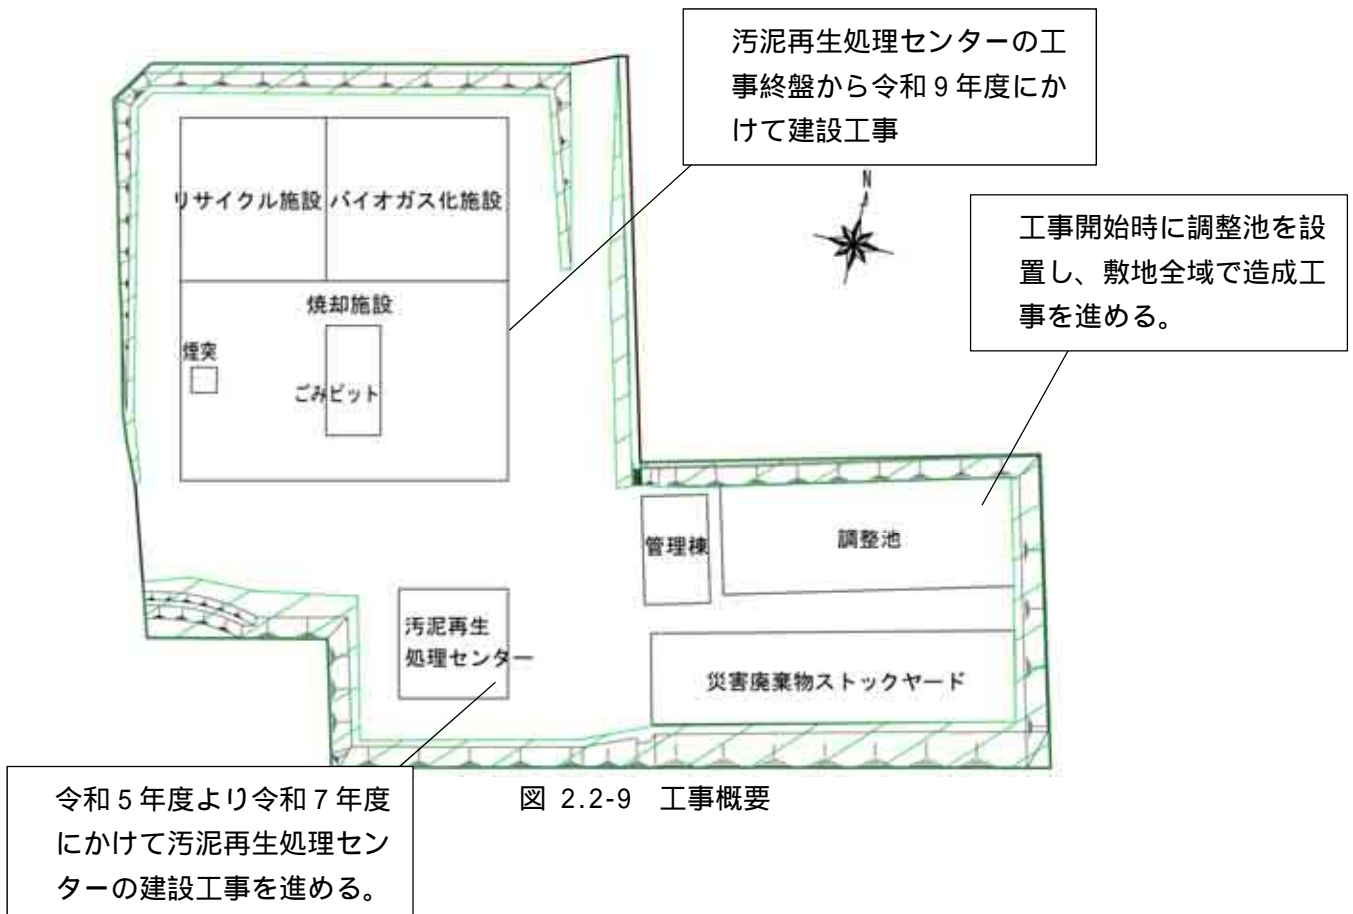 汚泥再生処理センターの工
事終盤から令和9年度にか
けて建設工事
N
工事開始時に調整池を設
置し、敷地全域で造成工
事を進める。
リサイクル施設
バイオガス化施設
焼却施設
煙突
ごみピット
管理棟
調整池
汚泥再生
処理センター
災害廃棄物ストックヤード
令和5年度より令和7年度
にかけて汚泥再生処理セン
ターの建設工事を進める。
図 2.2-9 工事概要